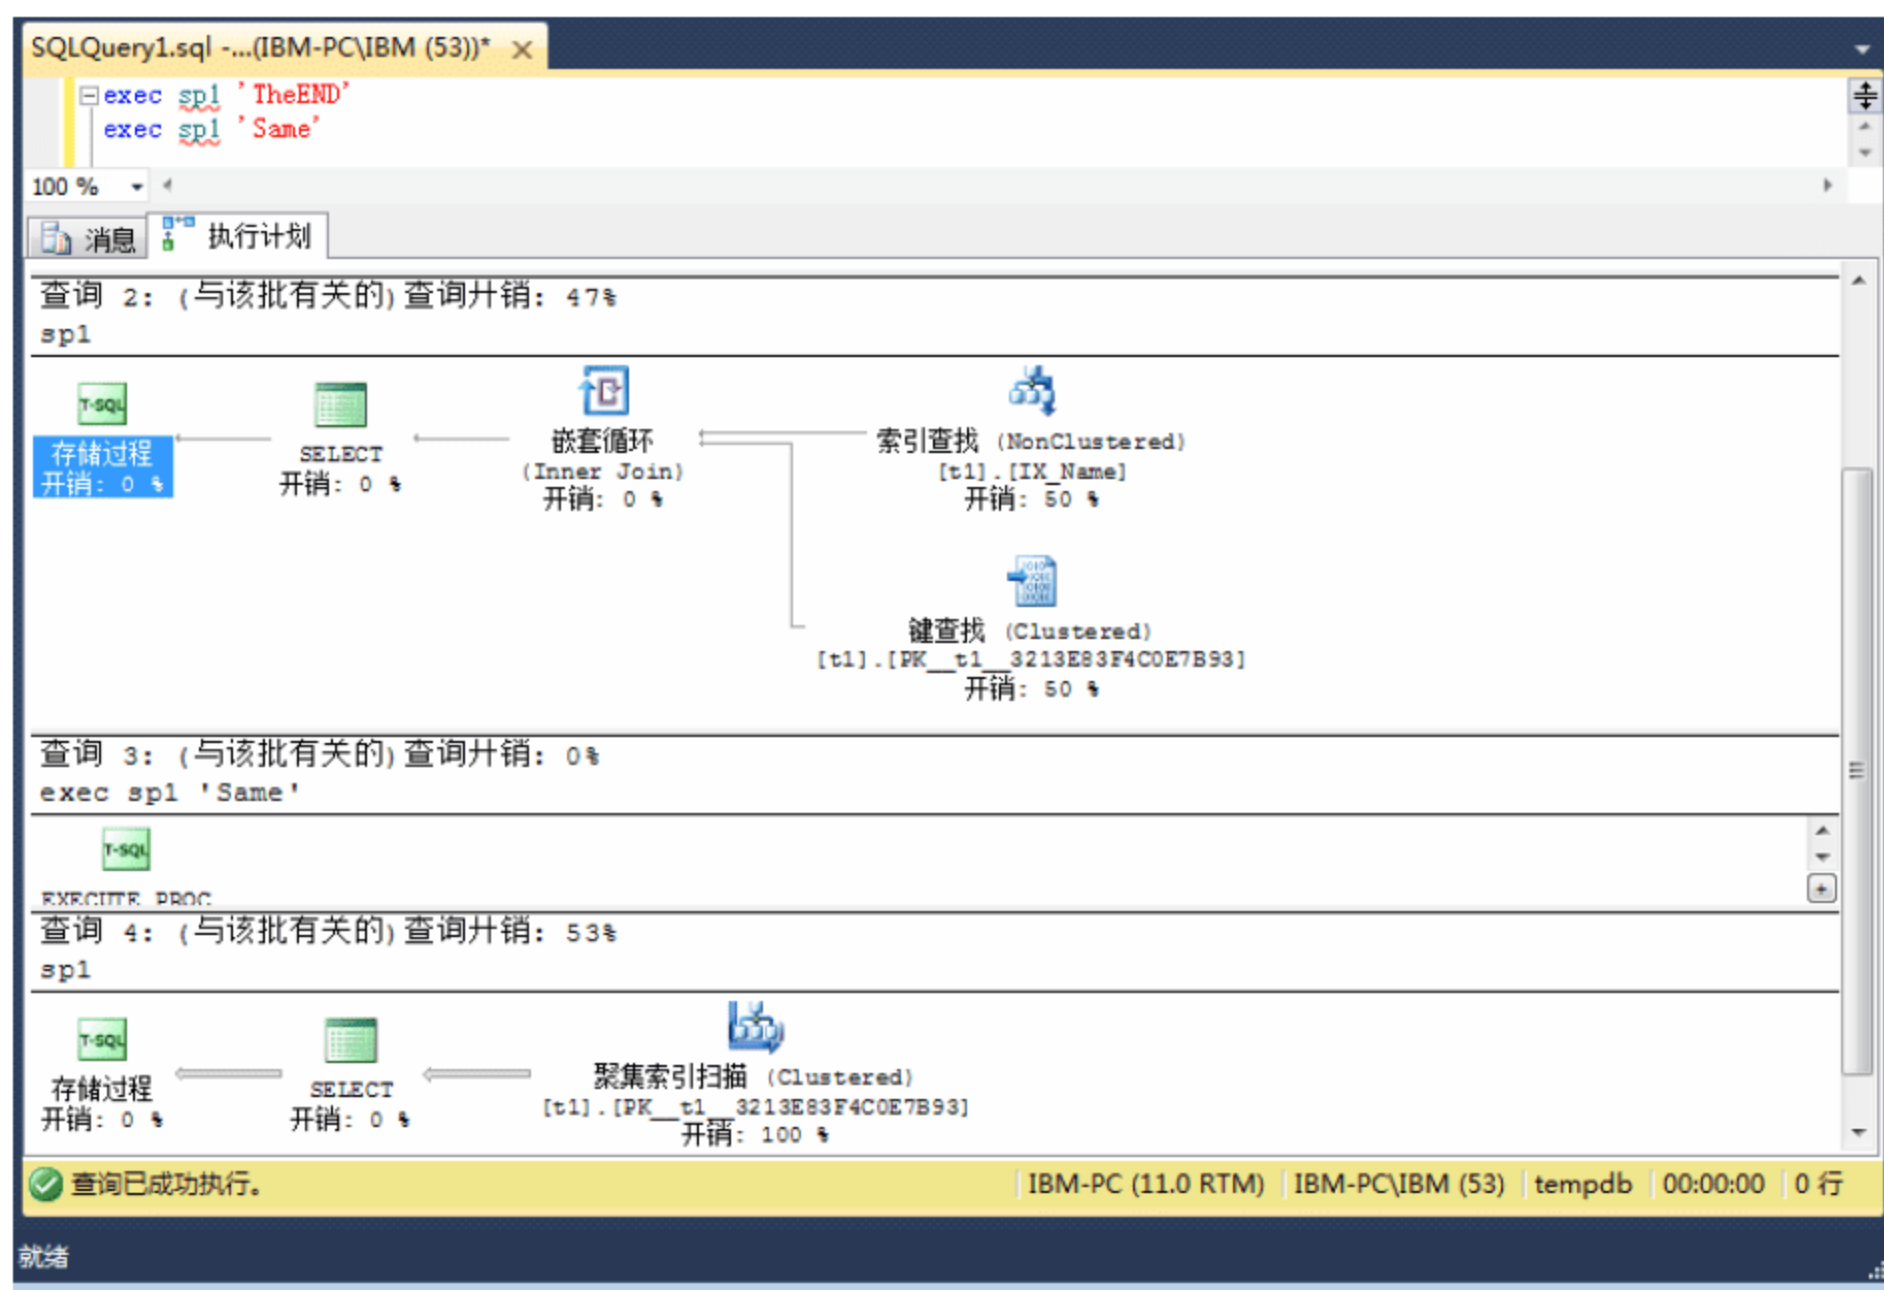 SQLQuery1.sql -...(IBM-PC\IBM (53))*
exec sp1 'TheEND'
exec sp1 'Same'
100 %
消息 执行计划
查询 2: (与该批有关的)查询开销: 47%
sp1
T-SQL
存储过程
开销: 0 %
SELECT
开销: 0 %
嵌套循环
(Inner Join)
开销: 0 %
索引查找 (NonClustered)
[t1].[IX_Name]
开销: 50 %
键查找 (Clustered)
[t1].[PK__t1__3213E83F4C0E7B93]
开销: 50 %
查询 3: (与该批有关的)查询开销: 0%
exec sp1 'Same'
T-SQL
EXECUTE PROC
查询 4: (与该批有关的)查询开销: 53%
sp1
T-SQL
存储过程
开销: 0 %
SELECT
开销: 0 %
聚集索引扫描 (Clustered)
[t1].[PK__t1__3213E83F4C0E7B93]
开销: 100 %
查询已成功执行。 IBM-PC (11.0 RTM) IBM-PC\IBM (53) tempdb 00:00:00 0 行
就绪